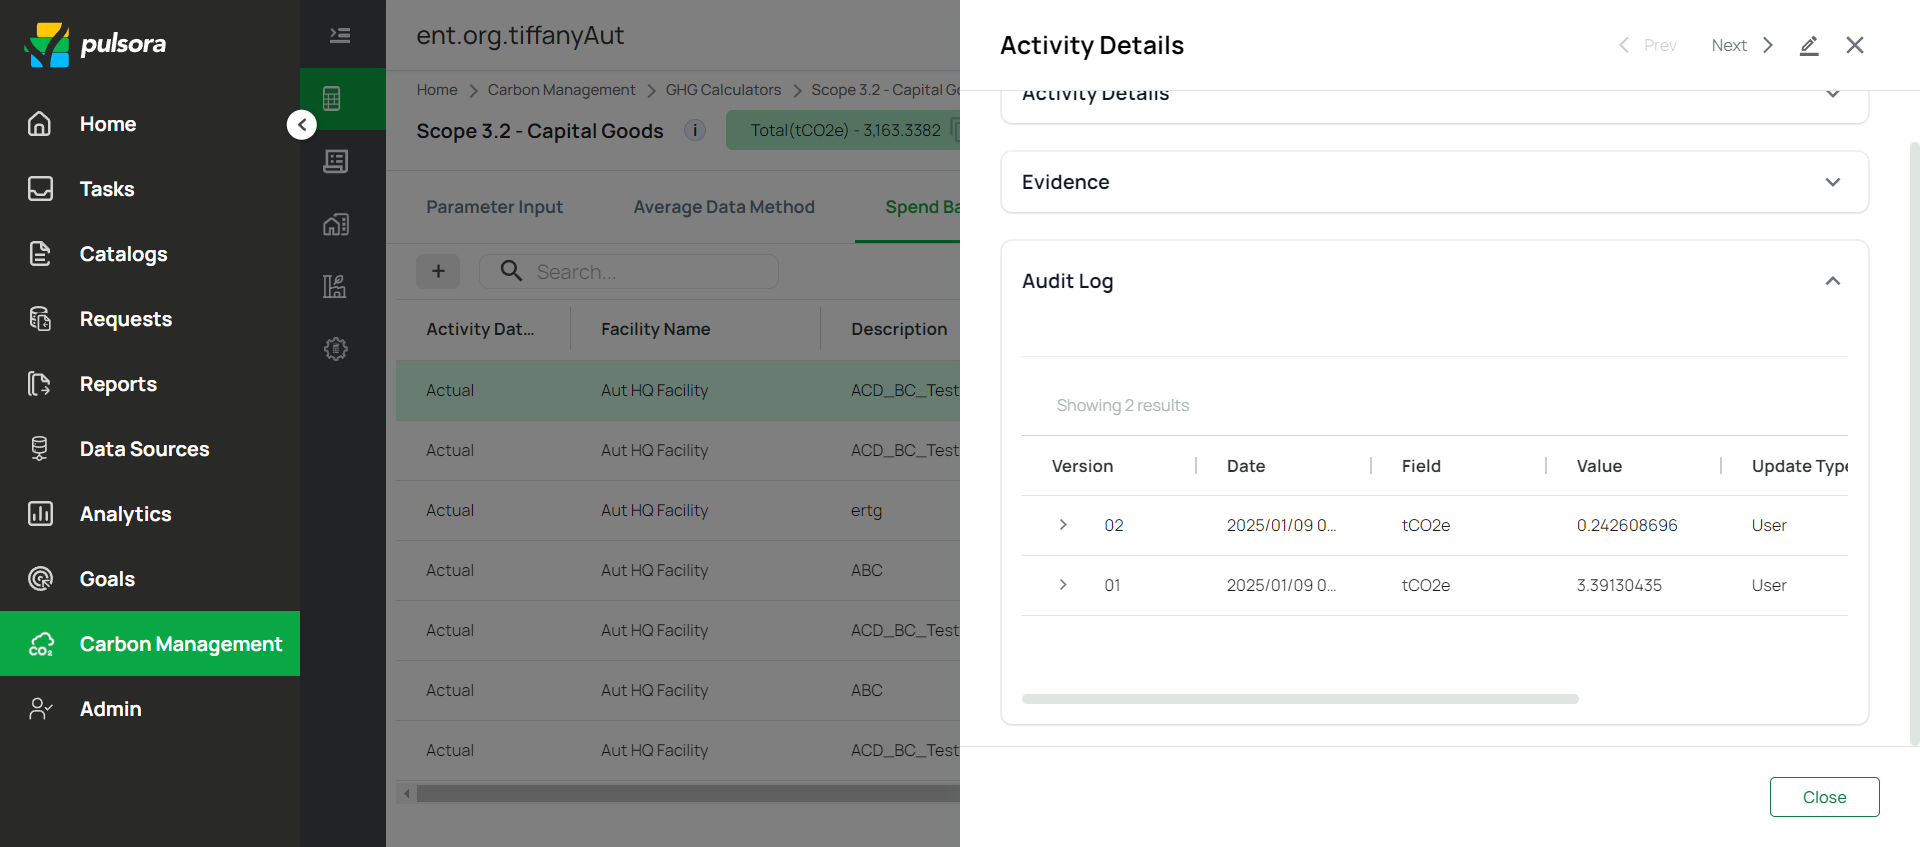 pulsora
Home
Tasks
Catalogs
Requests
Reports
Data Sources
Analytics
Goals
Carbon Management
Admin
ent.org.tiffanyAut
Home > Carbon Management > GHG Calculators > Scope 3.2 - Capital Go
Scope 3.2 - Capital Goods i Total(tCO2e) - 3,163.3382
Parameter Input Average Data Method Spend Ba
+ Search...
Activity Dat... Facility Name Description
Actual Aut HQ Facility ACD_BC_Test
Actual Aut HQ Facility ACD_BC_Test
Actual Aut HQ Facility ertg
Actual Aut HQ Facility ABC
Actual Aut HQ Facility ACD_BC_Test
Actual Aut HQ Facility ABC
Actual Aut HQ Facility ACD_BC_Test
Activity Details Prev Next
Activity Details
Evidence
Audit Log
Showing 2 results
Version Date Field Value Update Type
02 2025/01/09 0... tCO2e 0.242608696 User
01 2025/01/09 0... tCO2e 3.39130435 User
Close